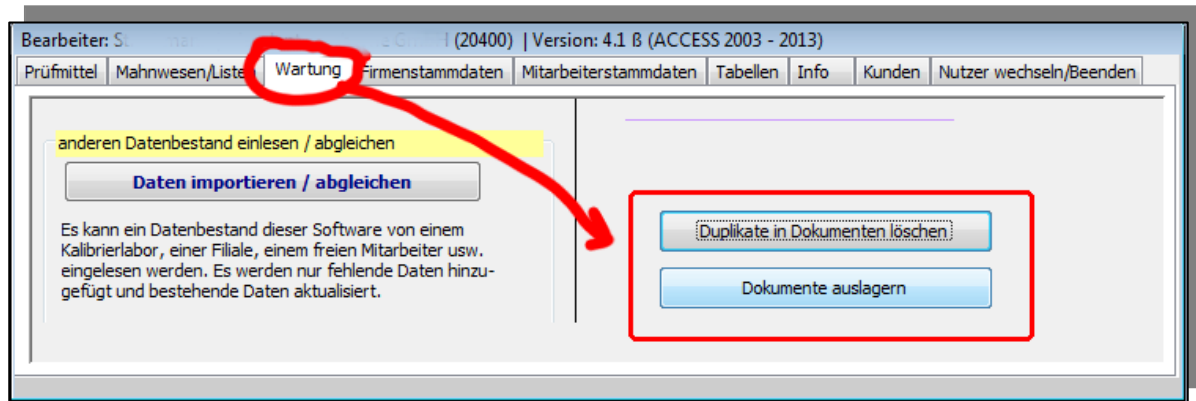 Bearbeiter: (20400) | Version: 4.1 ß (ACCESS 2003 - 2013)
Prüfmittel Mahnwesen/Listen Wartung Firmenstammdaten Mitarbeiterstammdaten Tabellen Info Kunden Nutzer wechseln/Beenden
anderen Datenbestand einlesen / abgleichen
Daten importieren / abgleichen
Es kann ein Datenbestand dieser Software von einem
Kalibrierlabor, einer Filiale, einem freien Mitarbeiter usw.
eingelesen werden. Es werden nur fehlende Daten hinzu-
gefügt und bestehende Daten aktualisiert.
Duplikate in Dokumenten löschen
Dokumente auslagern